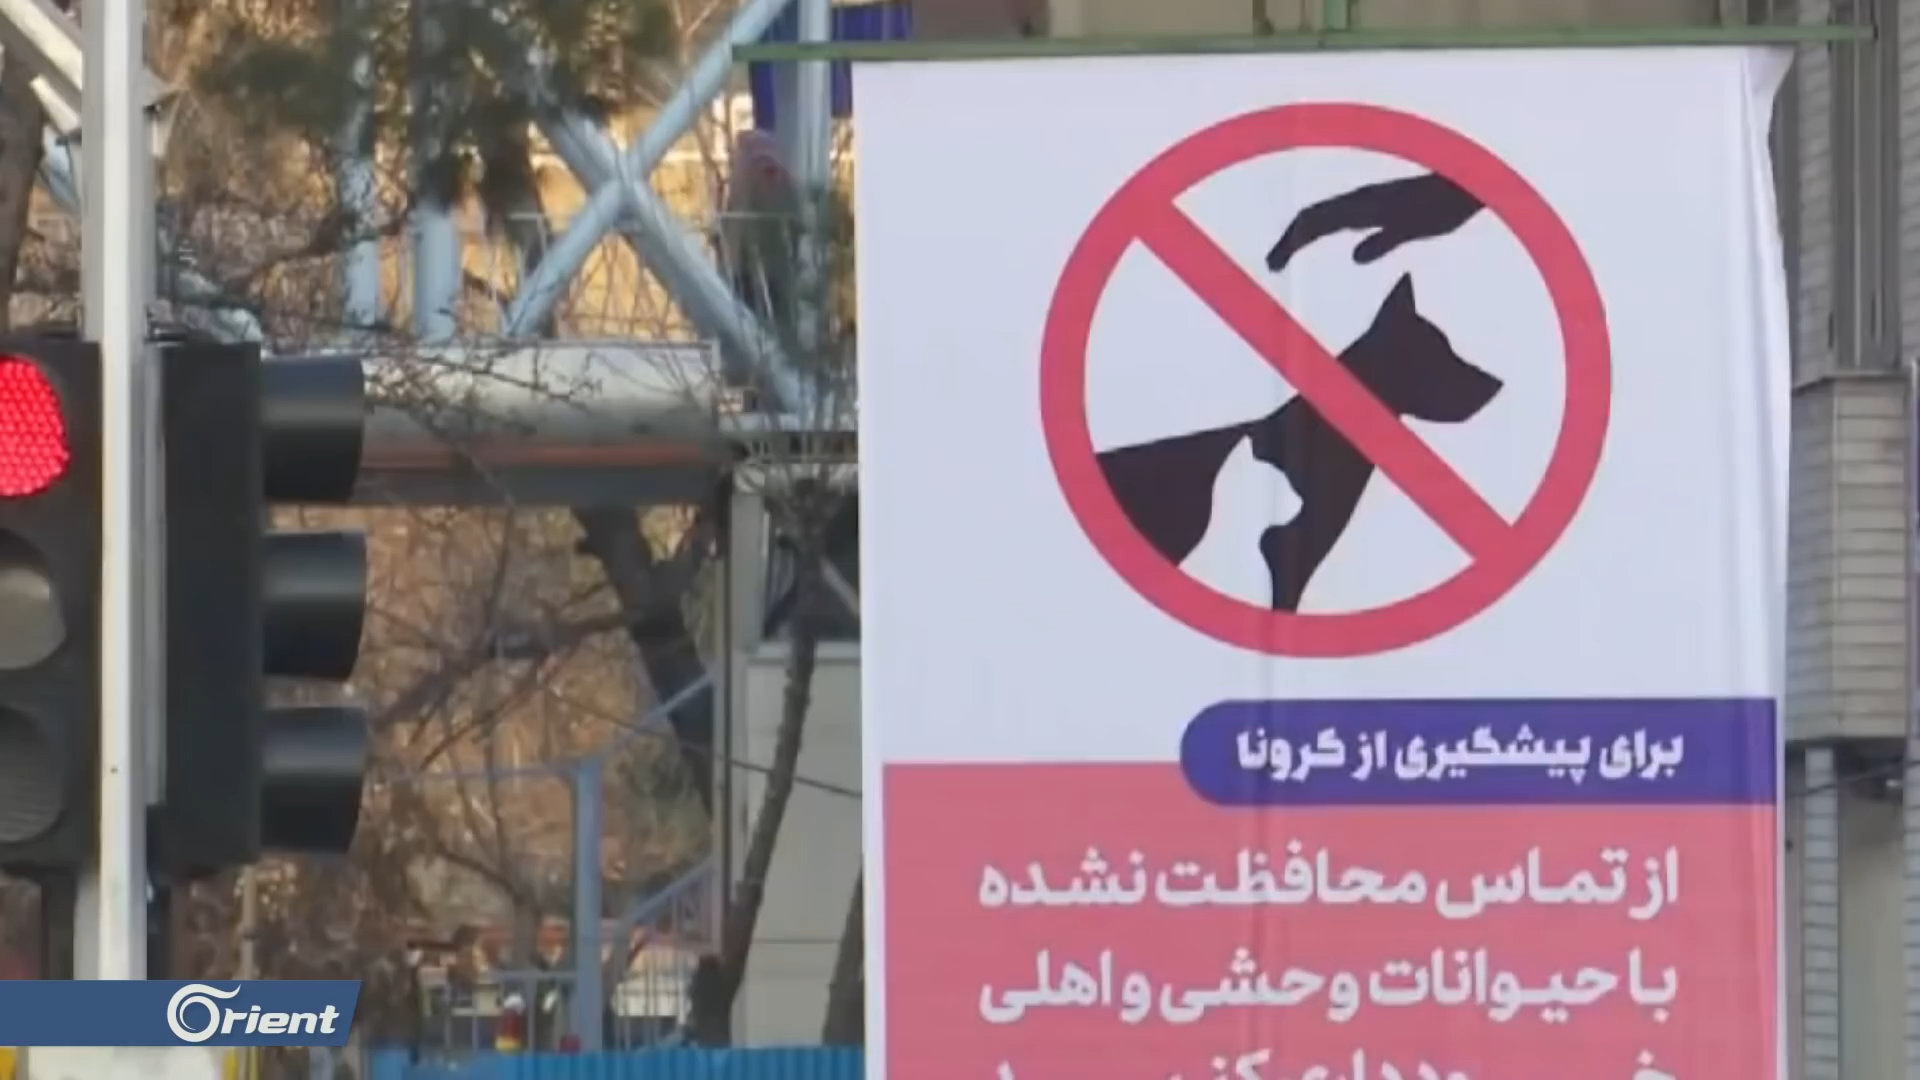 برای پیشگیری از کرونا
از تماس محافظت نشده
با حیوانات وحشی و اهلی
Orient